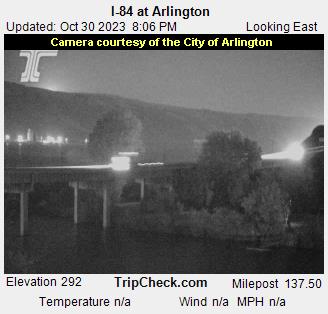 I-84 at Arlington
Updated: Oct 30 2023 8:06 PM Looking East
Camera courtesy of the City of Arlington
Elevation 292 TripCheck.com Milepost 137.50
Temperature n/a Wind n/a MPH n/a